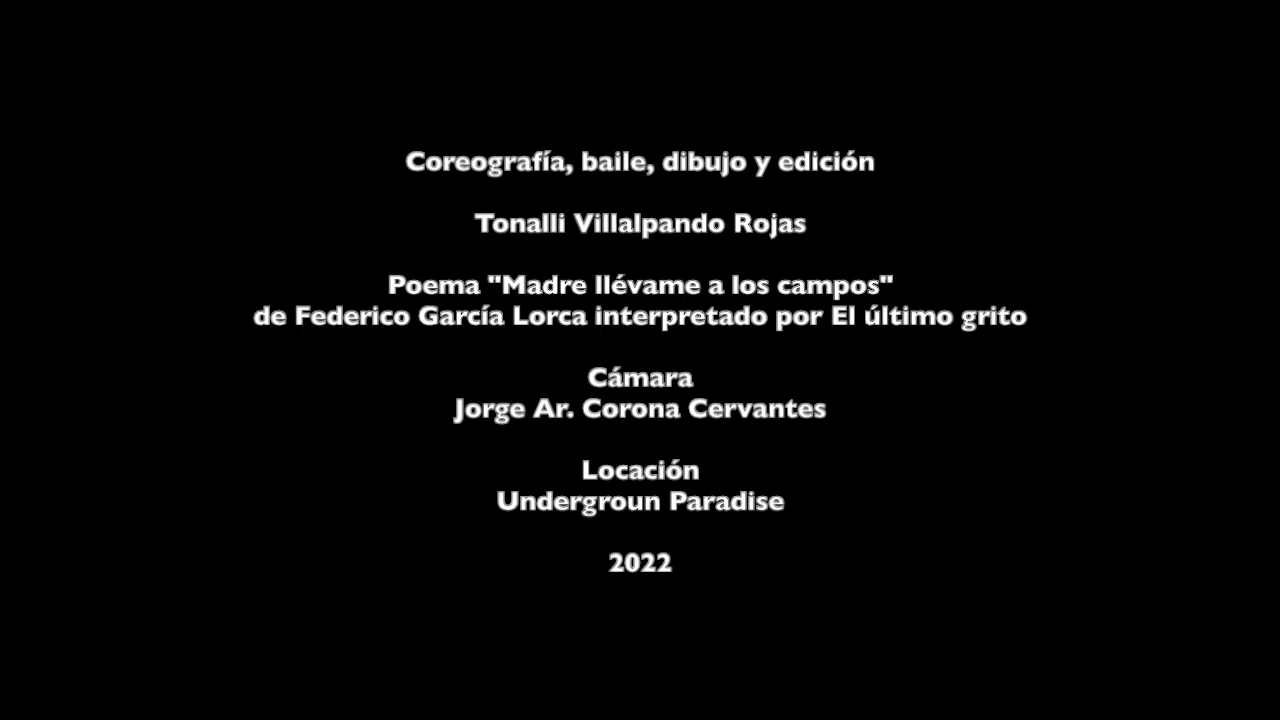 Coreografía, baile, dibujo y edición
Tonalli Villalpando Rojas
Poema "Madre llévame a los campos"
de Federico García Lorca interpretado por El último grito
Cámara
Jorge Ar. Corona Cervantes
Locación
Undergroun Paradise
2022